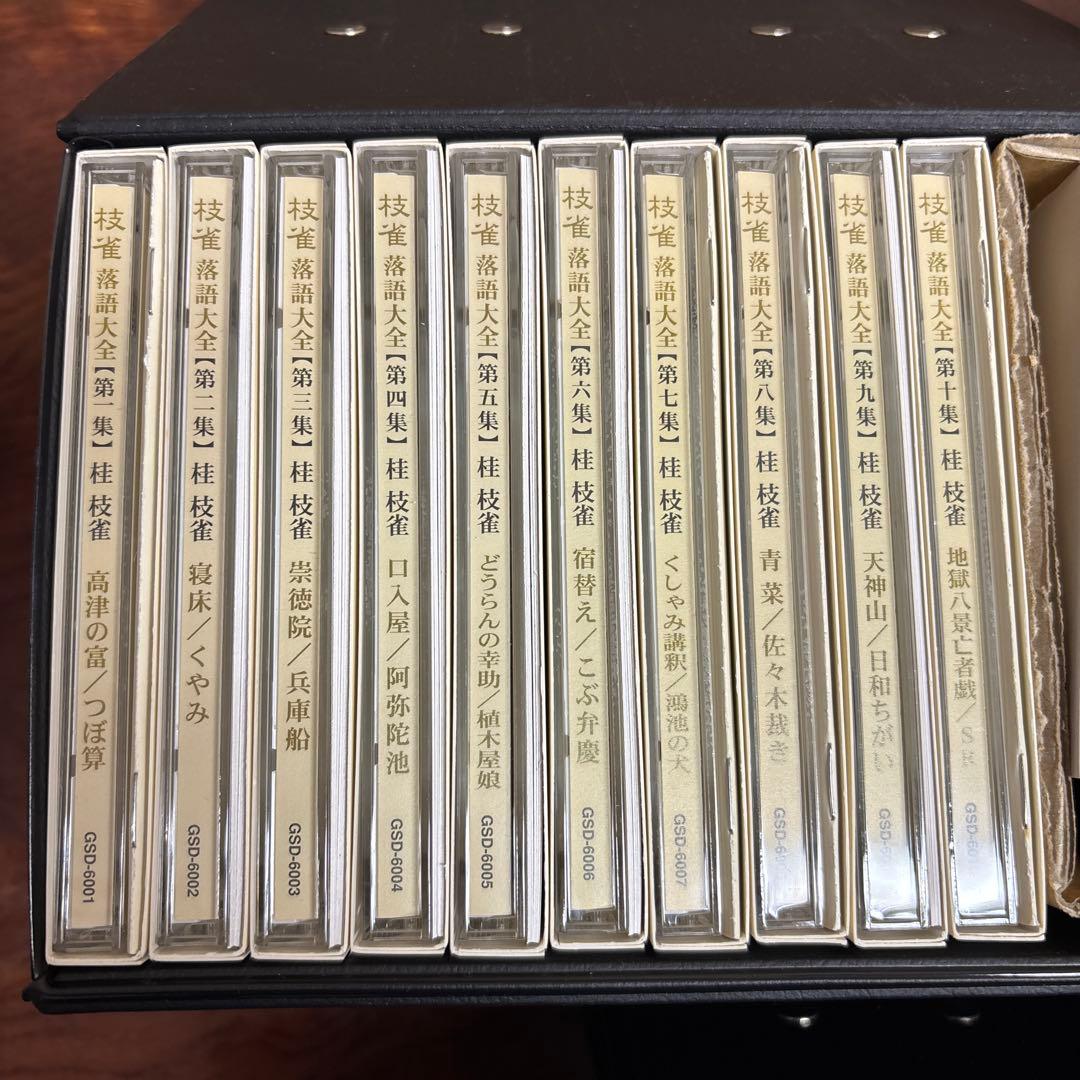 枝雀 落語大全【第一集】 桂 枝雀 高津の富／つぼ算 GSD-6001
枝雀 落語大全【第二集】 桂 枝雀 寝床／くやみ GSD-6002
枝雀 落語大全【第三集】 桂 枝雀 崇徳院／兵庫船 GSD-6003
枝雀 落語大全【第四集】 桂 枝雀 口入屋／阿弥陀池 GSD-6004
枝雀 落語大全【第五集】 桂 枝雀 どうらんの幸助／植木屋娘 GSD-6005
枝雀 落語大全【第六集】 桂 枝雀 宿替え／こぶ弁慶 GSD-6006
枝雀 落語大全【第七集】 桂 枝雀 くしゃみ講釈／鴻池の犬 GSD-6007
枝雀 落語大全【第八集】 桂 枝雀 青菜／佐々木裁き
枝雀 落語大全【第九集】 桂 枝雀 天神山／日和ちがい
枝雀 落語大全【第十集】 桂 枝雀 地獄八景亡者戯／